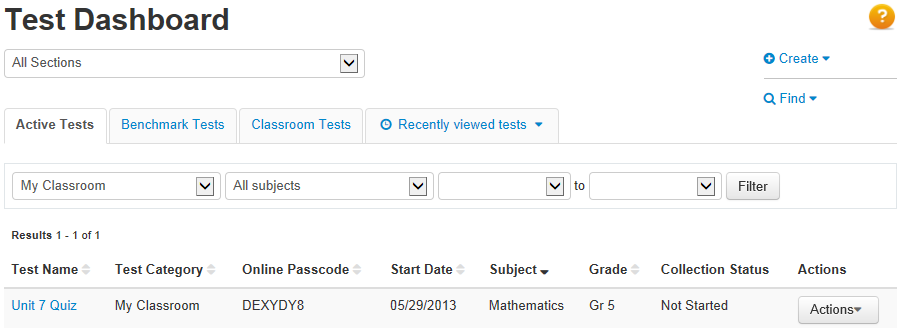 Test Dashboard
?
All Sections
Create
Find
Active Tests Benchmark Tests Classroom Tests Recently viewed tests
My Classroom All subjects to Filter
Results 1 - 1 of 1
Test Name Test Category Online Passcode Start Date Subject Grade Collection Status Actions
Unit 7 Quiz My Classroom DEXYDY8 05/29/2013 Mathematics Gr 5 Not Started Actions